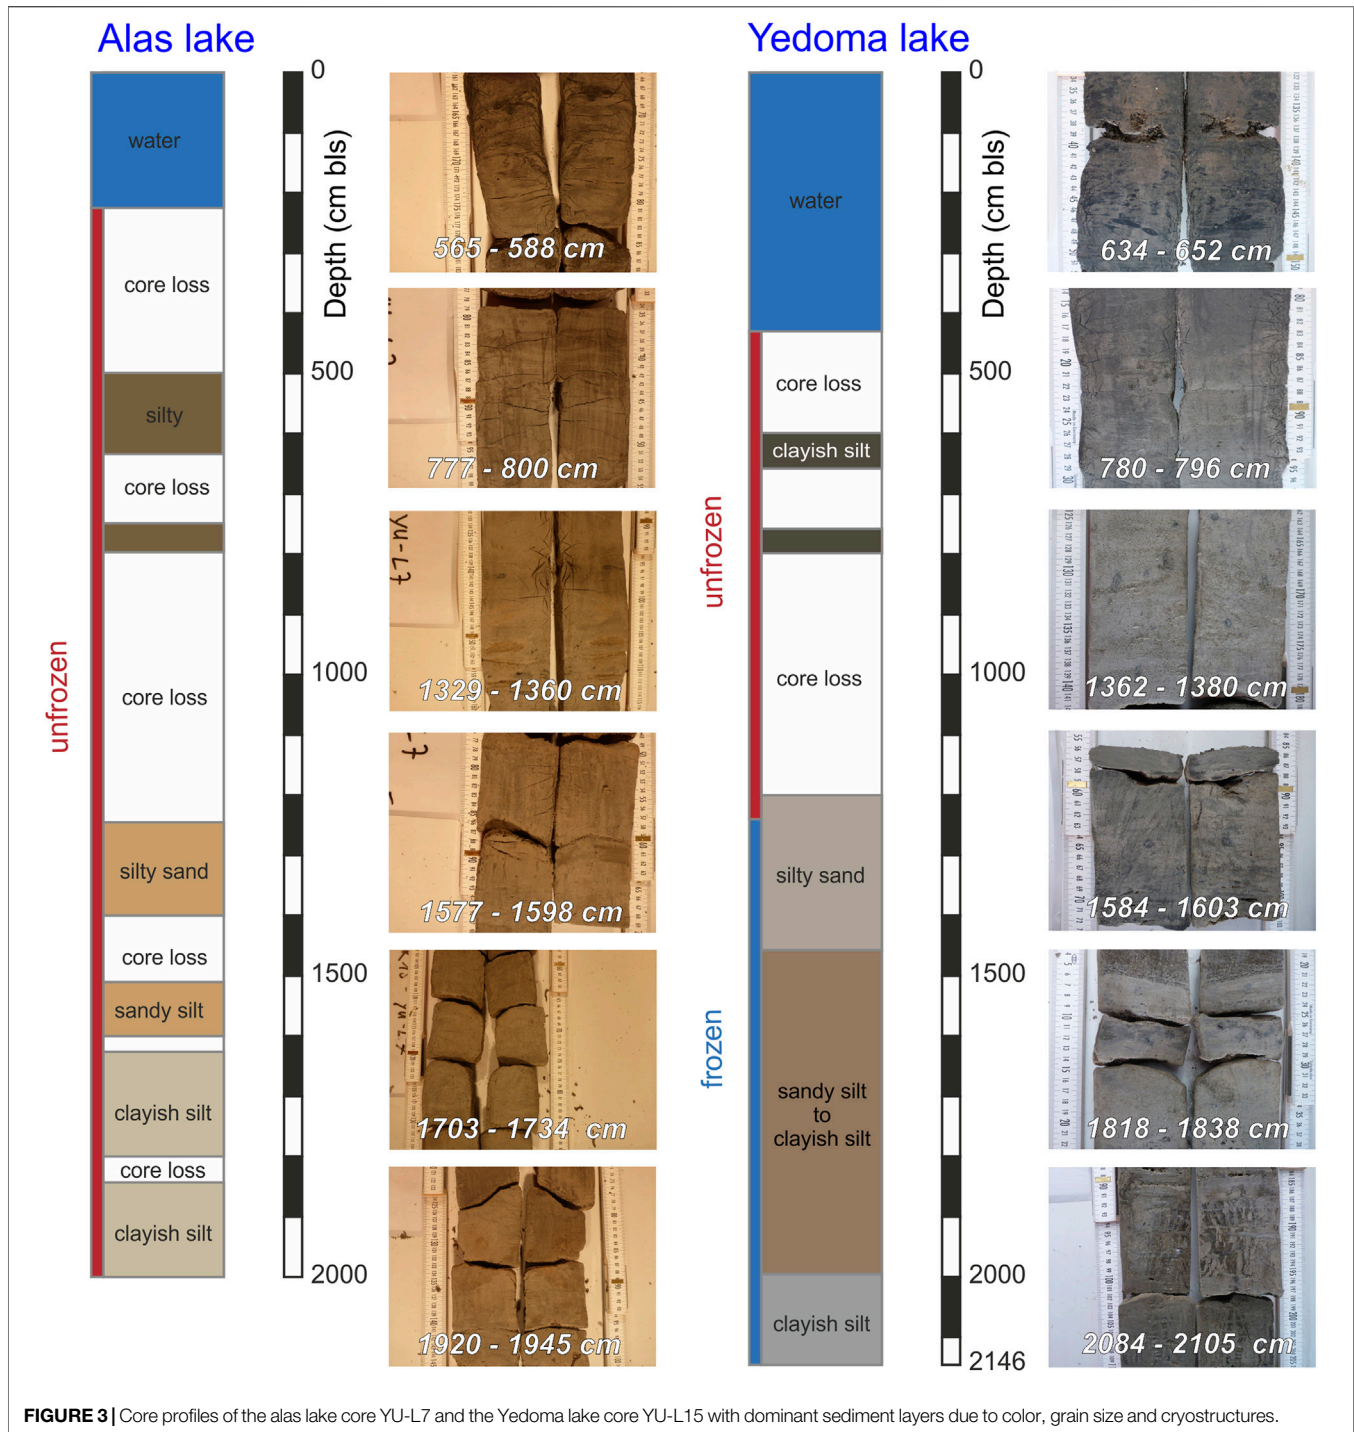 Alas lake
water
core loss
silty
core loss
core loss
silty sand
core loss
sandy silt
clayish silt
core loss
clayish silt
unfrozen
0
500
1000
1500
2000
Depth (cm bls)
565 - 588 cm
777 - 800 cm
1329 - 1360 cm
1577 - 1598 cm
1703 - 1734 cm
1920 - 1945 cm
Yedoma lake
water
core loss
clayish silt
core loss
silty sand
sandy silt
to
clayish silt
clayish silt
unfrozen
frozen
0
500
1000
1500
2000
2146
Depth (cm bls)
634 - 652 cm
780 - 796 cm
1362 - 1380 cm
1584 - 1603 cm
1818 - 1838 cm
2084 - 2105 cm
FIGURE 3 | Core profiles of the alas lake core YU-L7 and the Yedoma lake core YU-L15 with dominant sediment layers due to color, grain size and cryostructures.